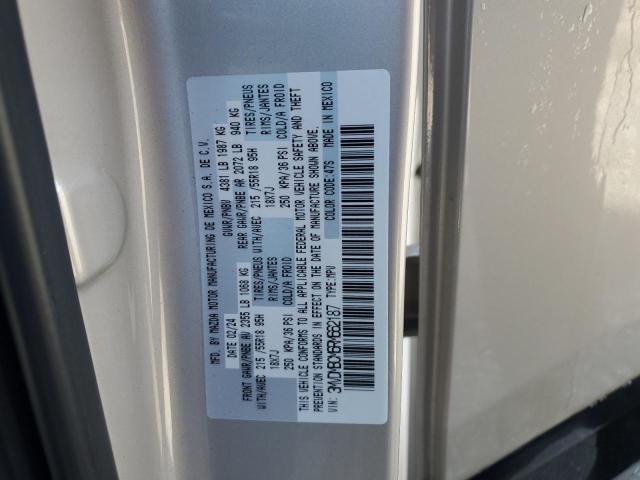 MFD. BY MAZDA MOTOR MANUFACTURING DE MEXICO S.A. DE C.V.
DATE 02/24 GVWR/PNBV 4381 LB 1987 KG
FRONT GAWR/PNBE AV 2355 LB 1068 KG REAR GAWR/PNBE AR 2072 LB 940 KG
WITH/AVEC 215 /55R18 95H TIRES/PNEUS WITH/AVEC 215 /55R18 95H TIRES/PNEUS
18X7J RIMS/JANTES 18X7J RIMS/JANTES
250 KPA/36 PSI COLD/A FROID 250 KPA/36 PSI COLD/A FROID
THIS VEHICLE CONFORMS TO ALL APPLICABLE FEDERAL MOTOR VEHICLE SAFETY AND THEFT
PREVENTION STANDARDS IN EFFECT ON THE DATE OF MANUFACTURE SHOWN ABOVE.
COLOR CODE:47S MADE IN MEXICO
VIN: TYPE:MPV